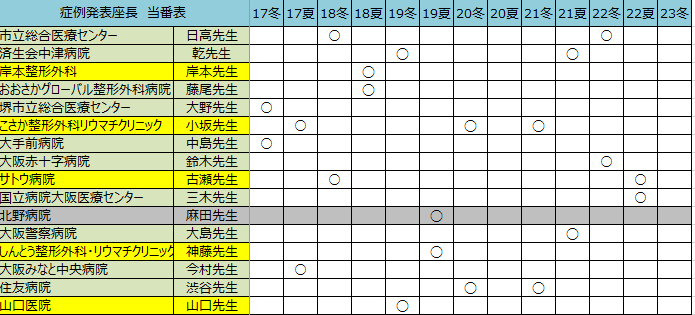 症例発表座長 当番表 17冬 17夏 18冬 18夏 19冬 19夏 20冬 20夏 21冬 21夏 22冬 22夏 23冬
市立総合医療センター 日高先生 ○ ○
済生会中津病院 乾先生 ○ ○
岸本整形外科 岸本先生 ○
おおさかグローバル整形外科病院 藤尾先生 ○
堺市立総合医療センター 大野先生 ○
こさか整形外科リウマチクリニック 小坂先生 ○ ○ ○
大手前病院 中島先生 ○
大阪赤十字病院 鈴木先生 ○
サトウ病院 古瀬先生 ○ ○
国立病院大阪医療センター 三木先生 ○
北野病院 麻田先生 ○
大阪警察病院 大島先生 ○
しんとう整形外科・リウマチクリニック 神藤先生 ○
大阪みなと中央病院 今村先生 ○
住友病院 渋谷先生 ○ ○
山口医院 山口先生 ○